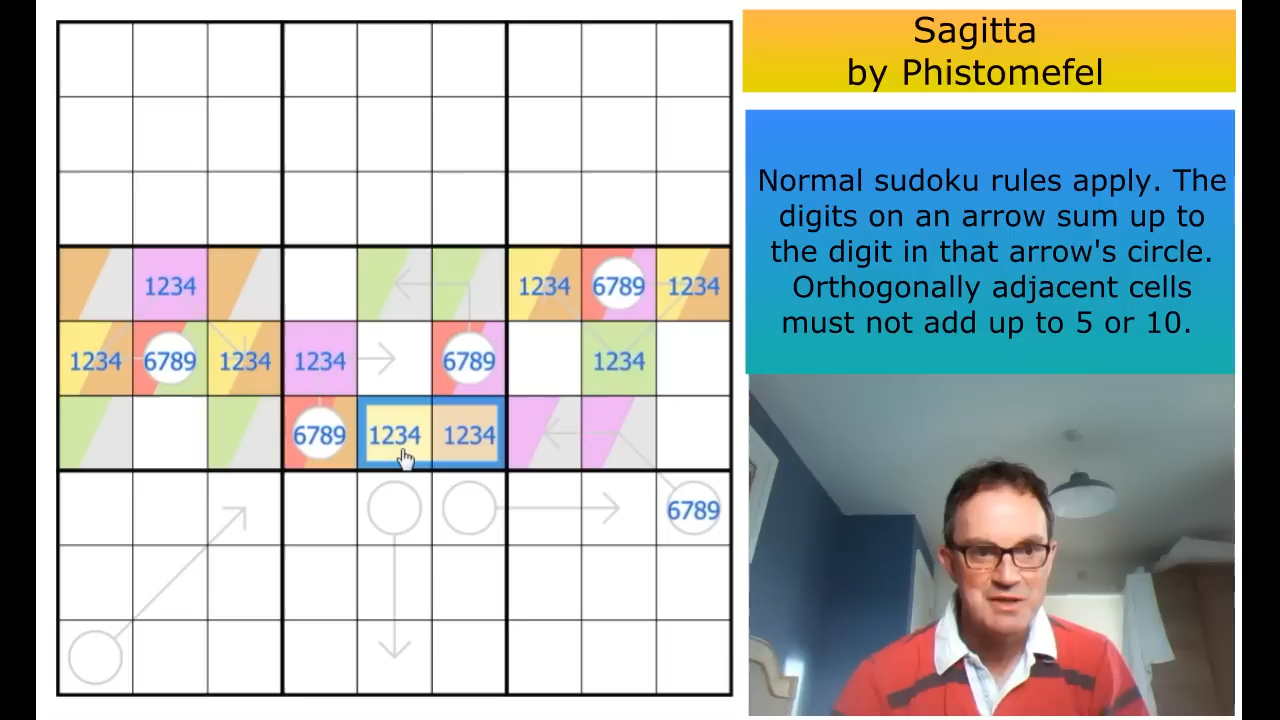 Sagitta
by Phistomefel
Normal sudoku rules apply. The
digits on an arrow sum up to
the digit in that arrow's circle.
Orthogonally adjacent cells
must not add up to 5 or 10.
1234 1234 6789 1234
1234 6789 1234 1234 6789 1234
6789 1234 1234
6789